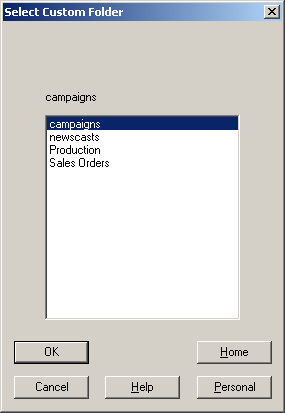 Select Custom Folder
campaigns
campaigns
newscasts
Production
Sales Orders
OK
Home
Cancel
Help
Personal